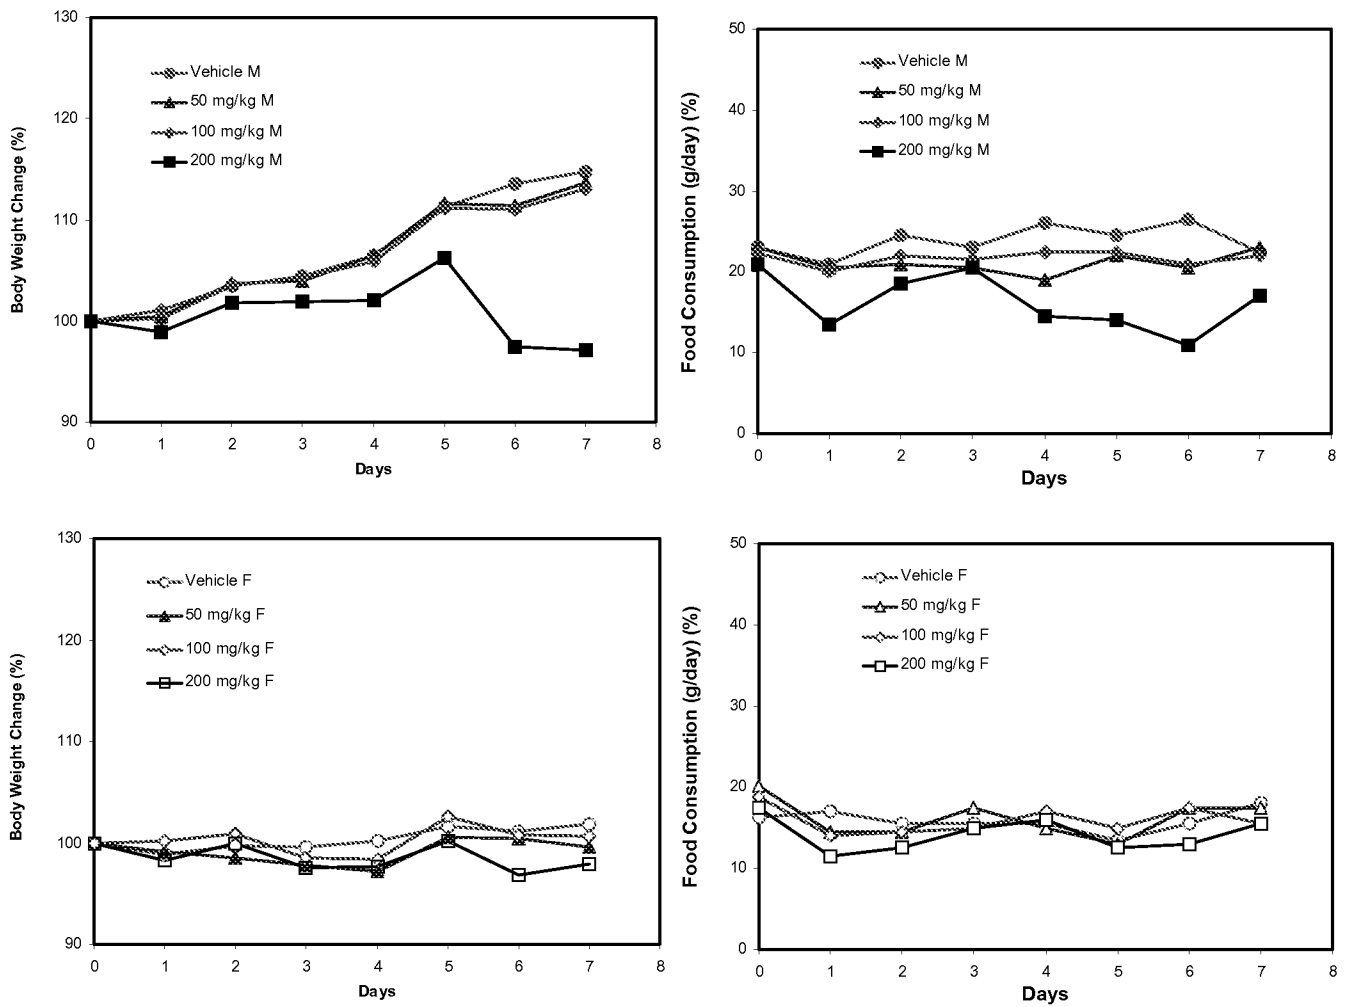 130
120
110
100
90
Body Weight Change (%)
Vehicle M
50 mg/kg M
100 mg/kg M
200 mg/kg M
0 1 2 3 4 5 6 7 8
Days
50
40
30
20
10
0
Food Consumption (g/day) (%)
Vehicle M
50 mg/kg M
100 mg/kg M
200 mg/kg M
0 1 2 3 4 5 6 7 8
Days
130
120
110
100
90
Body Weight Change (%)
Vehicle F
50 mg/kg F
100 mg/kg F
200 mg/kg F
0 1 2 3 4 5 6 7 8
Days
50
40
30
20
10
0
Food Consumption (g/day) (%)
Vehicle F
50 mg/kg F
100 mg/kg F
200 mg/kg F
0 1 2 3 4 5 6 7 8
Days